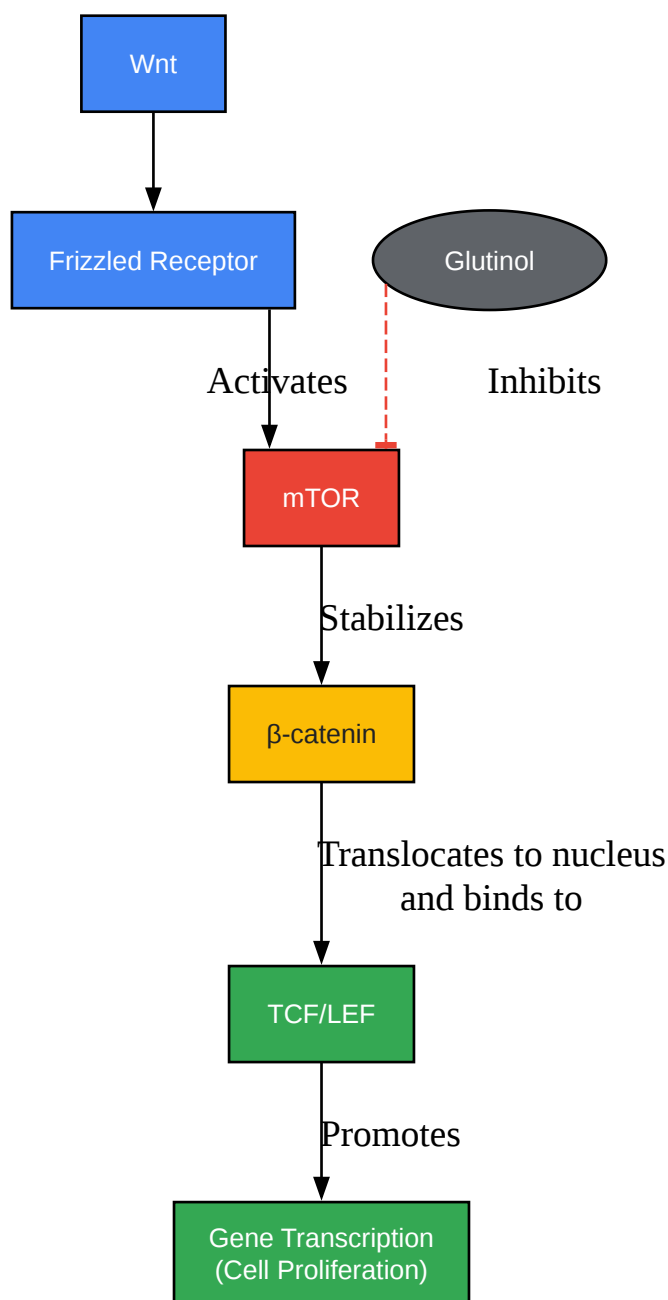 Wnt
Frizzled Receptor
Glutinol
Activates
Inhibits
mTOR
Stabilizes
β-catenin
Translocates to nucleus
and binds to
TCF/LEF
Promotes
Gene Transcription
(Cell Proliferation)